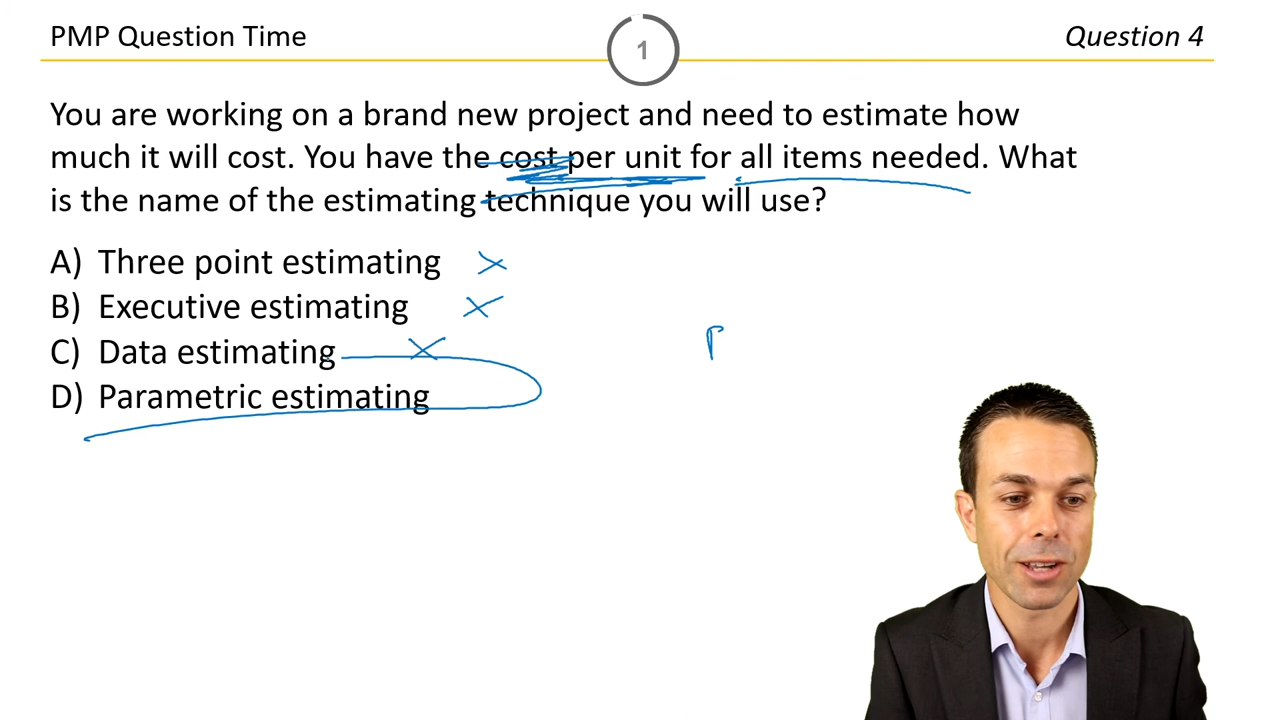 PMP Question Time
1
Question 4
You are working on a brand new project and need to estimate how
much it will cost. You have the cost per unit for all items needed. What
is the name of the estimating technique you will use?
A) Three point estimating
B) Executive estimating
C) Data estimating
D) Parametric estimating